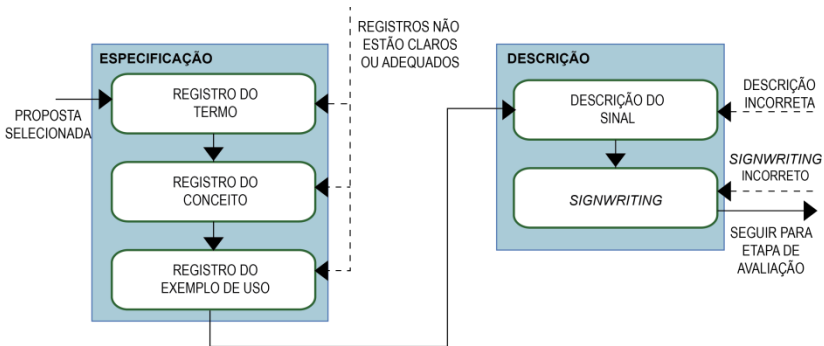 REGISTROS NÃO
ESTÃO CLAROS
OU ADEQUADOS
ESPECIFICAÇÃO
REGISTRO DO
TERMO
PROPOSTA
SELECIONADA
REGISTRO DO
CONCEITO
REGISTRO DO
EXEMPLO DE USO
DESCRIÇÃO
DESCRIÇÃO DO
SINAL
DESCRIÇÃO
INCORRETA
SIGNWRITING
SIGNWRITING
INCORRETO
SEGUIR PARA
ETAPA DE
AVALIAÇÃO